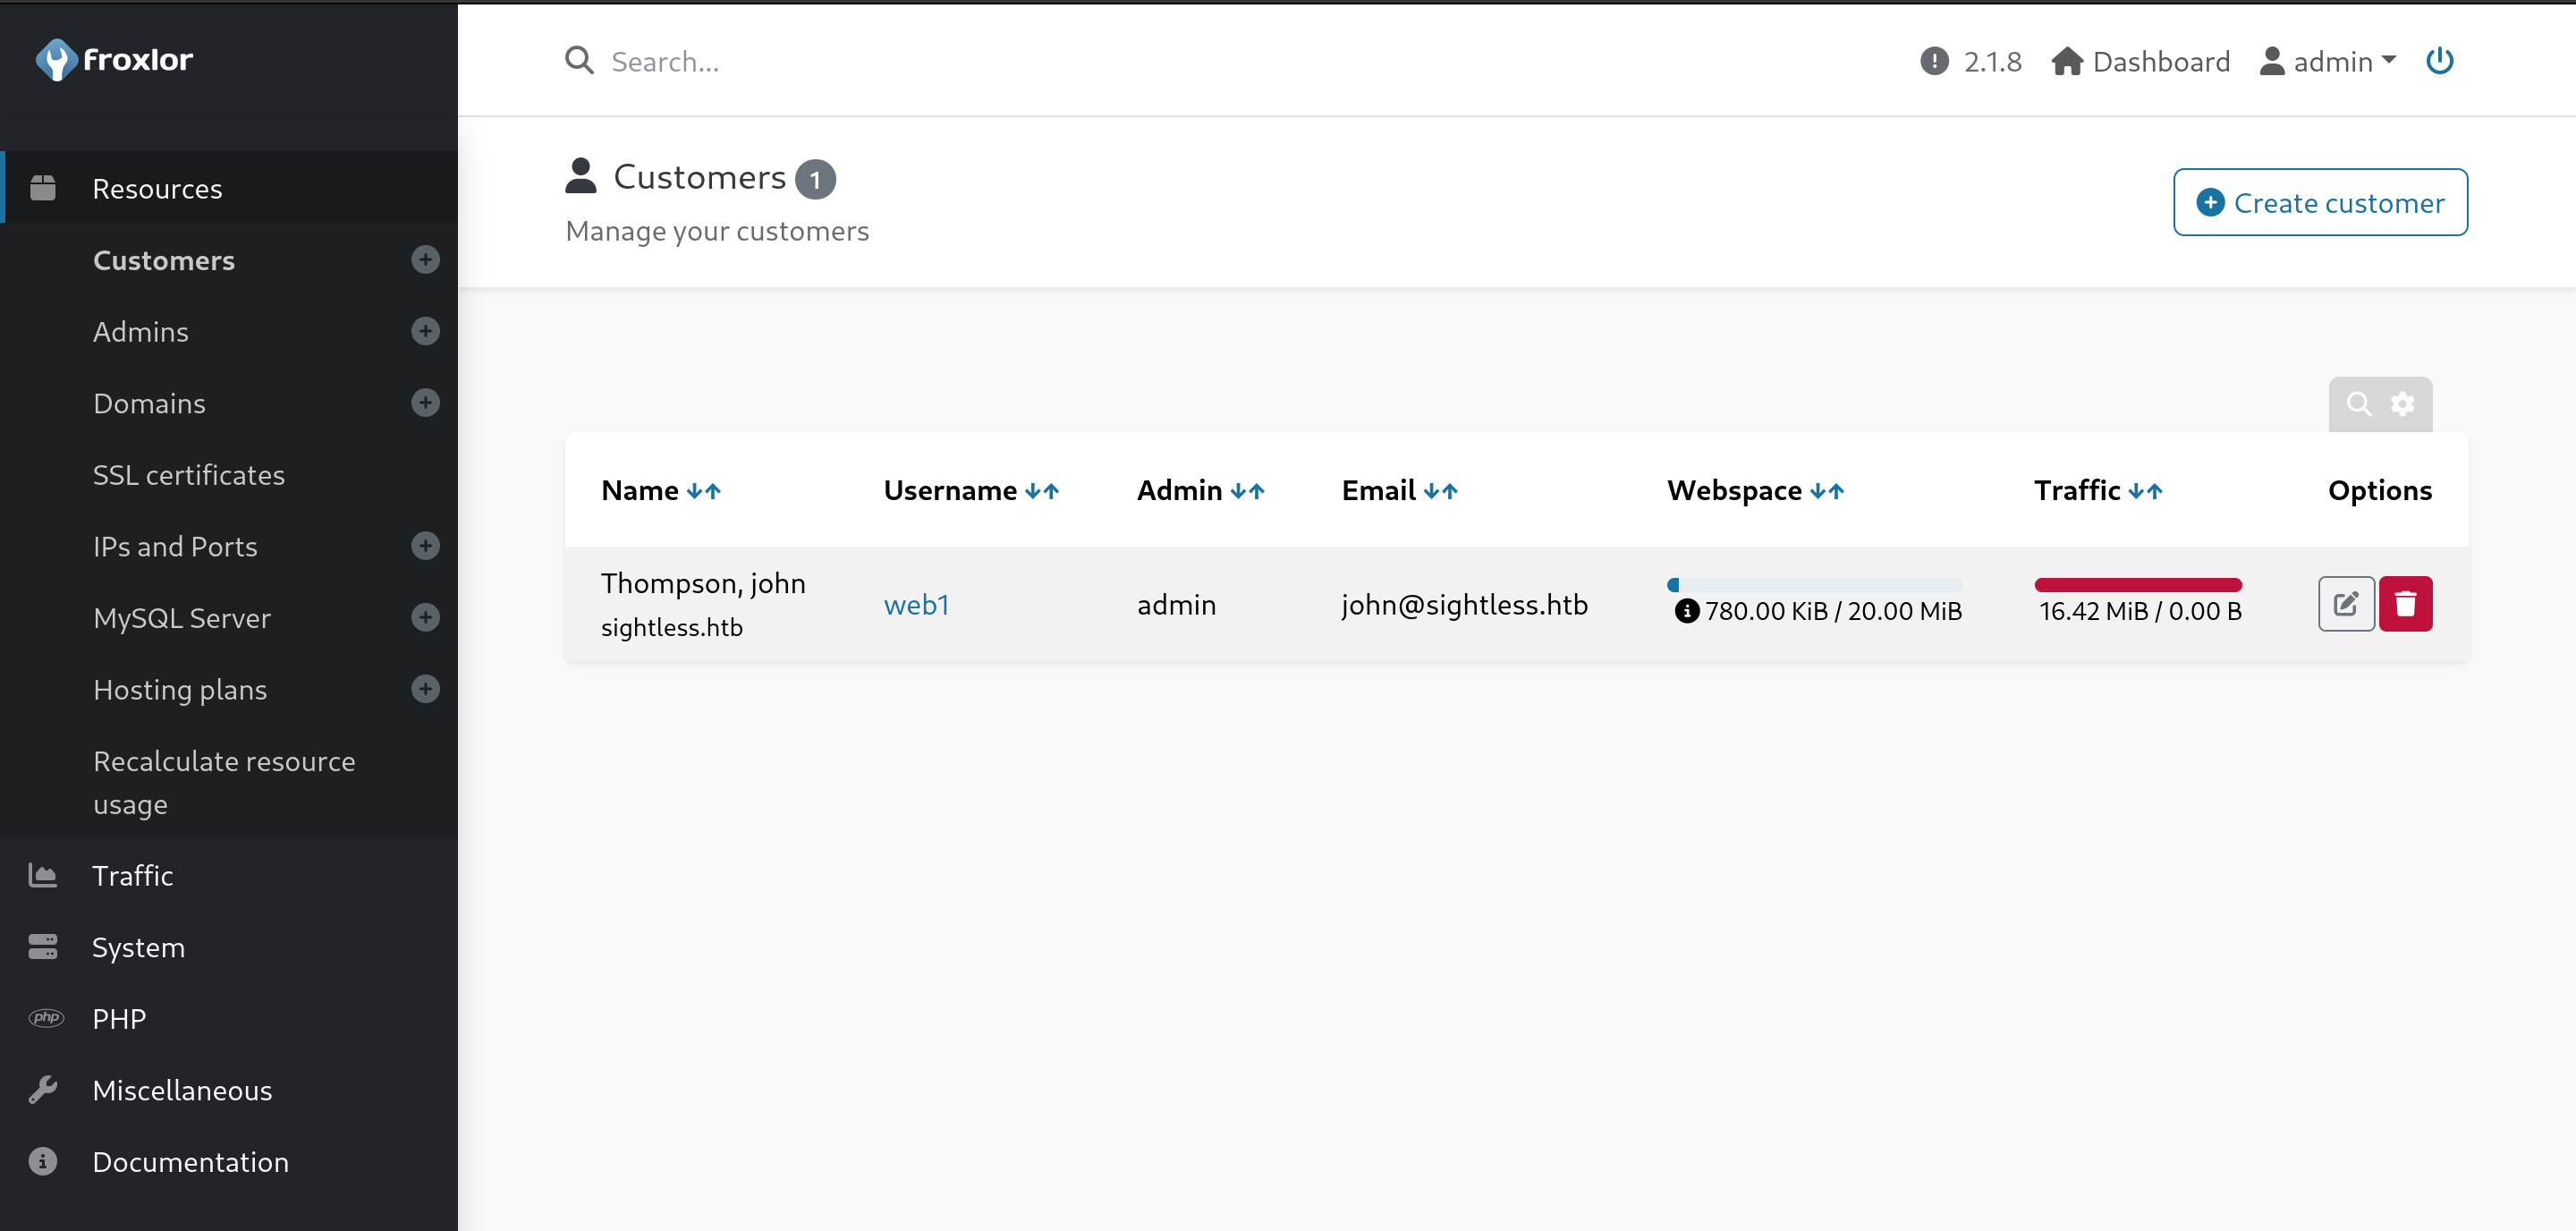 froxlor
Search...
2.1.8 Dashboard admin
Resources
Customers
Admins
Domains
SSL certificates
IPs and Ports
MySQL Server
Hosting plans
Recalculate resource
usage
Traffic
System
php PHP
Miscellaneous
Documentation
Customers 1
Manage your customers
Create customer
Name Username Admin Email Webspace Traffic Options
Thompson, john
sightless.htb
web1
admin
john@sightless.htb
780.00 KiB / 20.00 MiB
16.42 MiB / 0.00 B